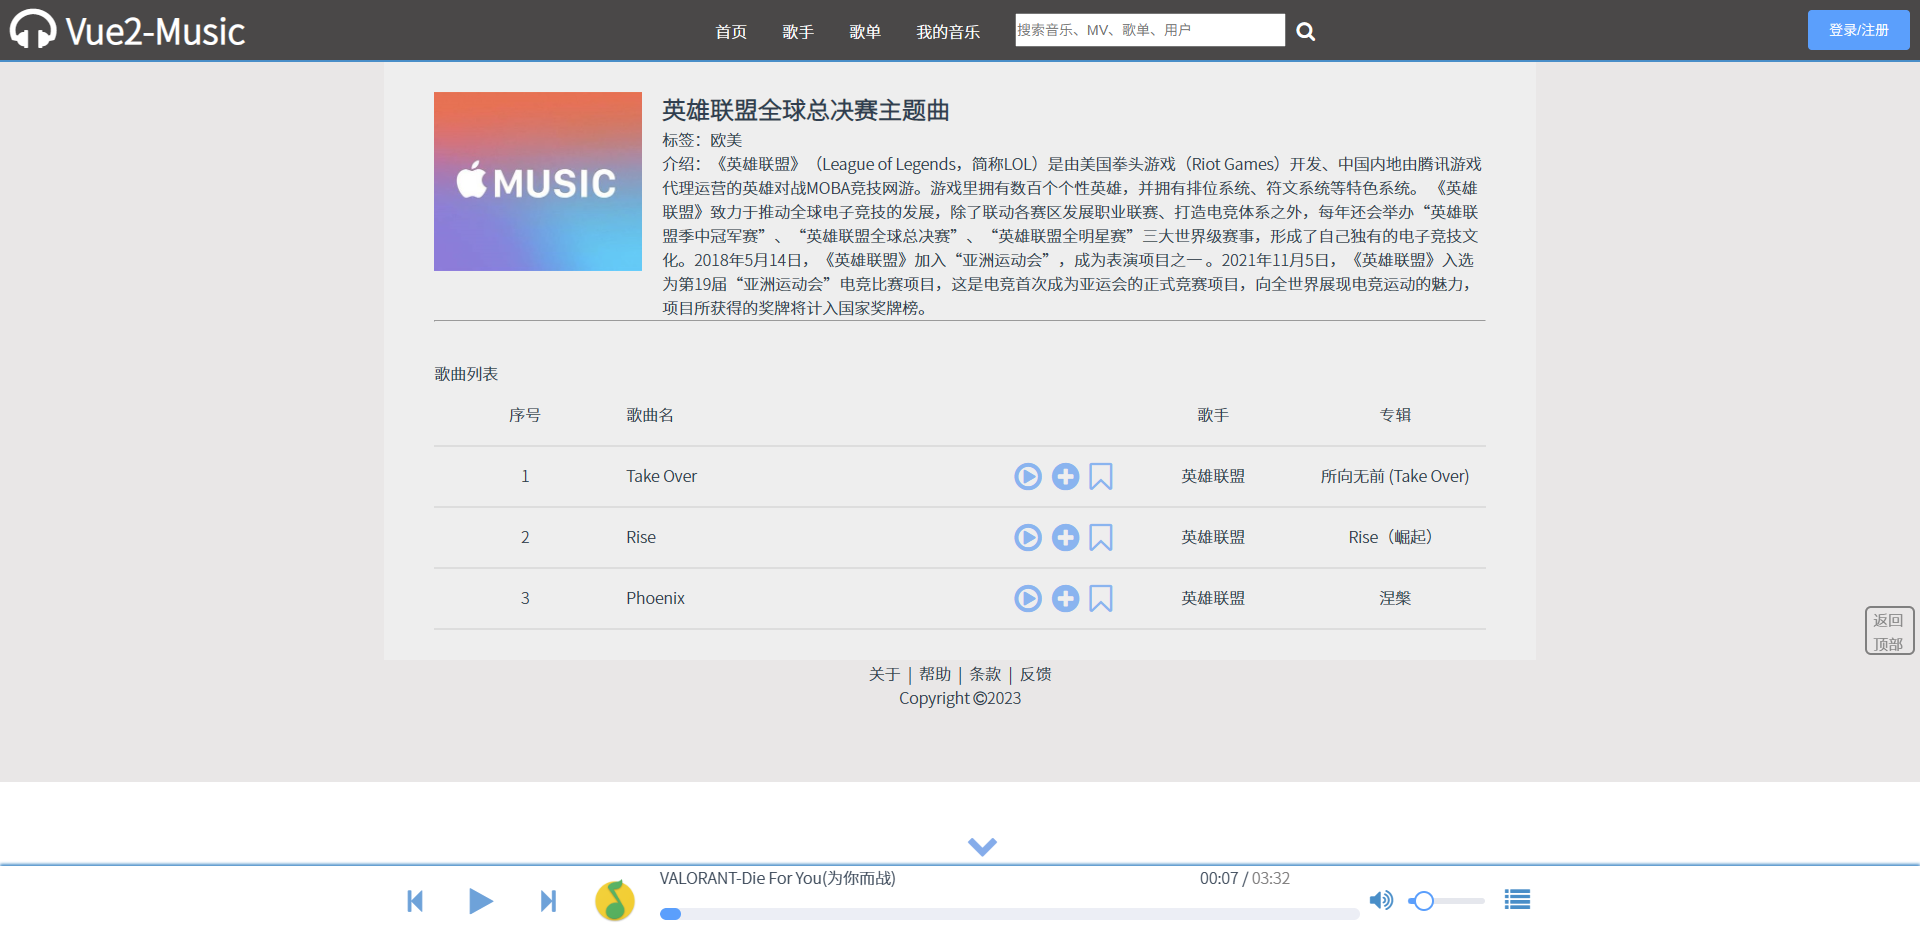 Vue2-Music
首页 歌手 歌单 我的音乐 搜索音乐、MV、歌单、用户 登录/注册
MUSIC
英雄联盟全球总决赛主题曲
标签：欧美
介绍：《英雄联盟》（League of Legends，简称LOL）是由美国拳头游戏（Riot Games）开发、中国内地由腾讯游戏
代理运营的英雄对战MOBA竞技网游。游戏里拥有数百个个性英雄，并拥有排位系统、符文系统等特色系统。 《英雄
联盟》致力于推动全球电子竞技的发展，除了联动各赛区发展职业联赛、打造电竞体系之外，每年还会举办“英雄联
盟季中冠军赛”、“英雄联盟全球总决赛”、“英雄联盟全明星赛”三大世界级赛事，形成了自己独有的电子竞技文
化。2018年5月14日，《英雄联盟》加入“亚洲运动会”，成为表演项目之一 。2021年11月5日，《英雄联盟》入选
为第19届“亚洲运动会”电竞比赛项目，这是电竞首次成为亚运会的正式竞赛项目，向全世界展现电竞运动的魅力，
项目所获得的奖牌将计入国家奖牌榜。
歌曲列表
序号 歌曲名 歌手 专辑
1 Take Over 英雄联盟 所向无前 (Take Over)
2 Rise 英雄联盟 Rise（崛起）
3 Phoenix 英雄联盟 涅槃
返回
顶部
关于 | 帮助 | 条款 | 反馈
Copyright ©2023
VALORANT-Die For You(为你而战) 00:07 / 03:32